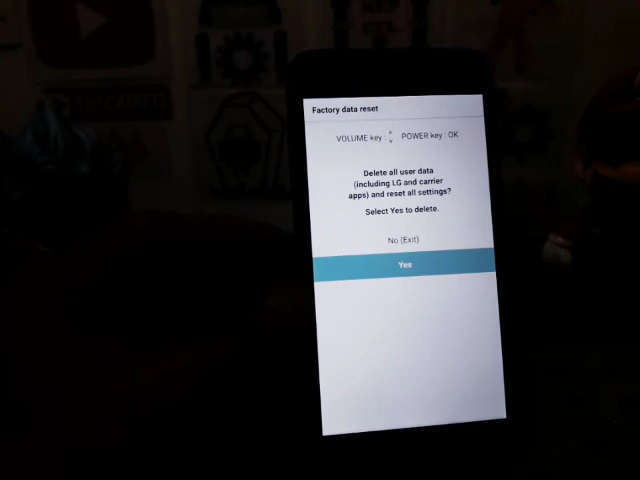 Factory data reset
VOLUME key : POWER key : OK
Delete all user data
(including LG and carrier
apps) and reset all settings?
Select Yes to delete.
No (Exit)
Yes